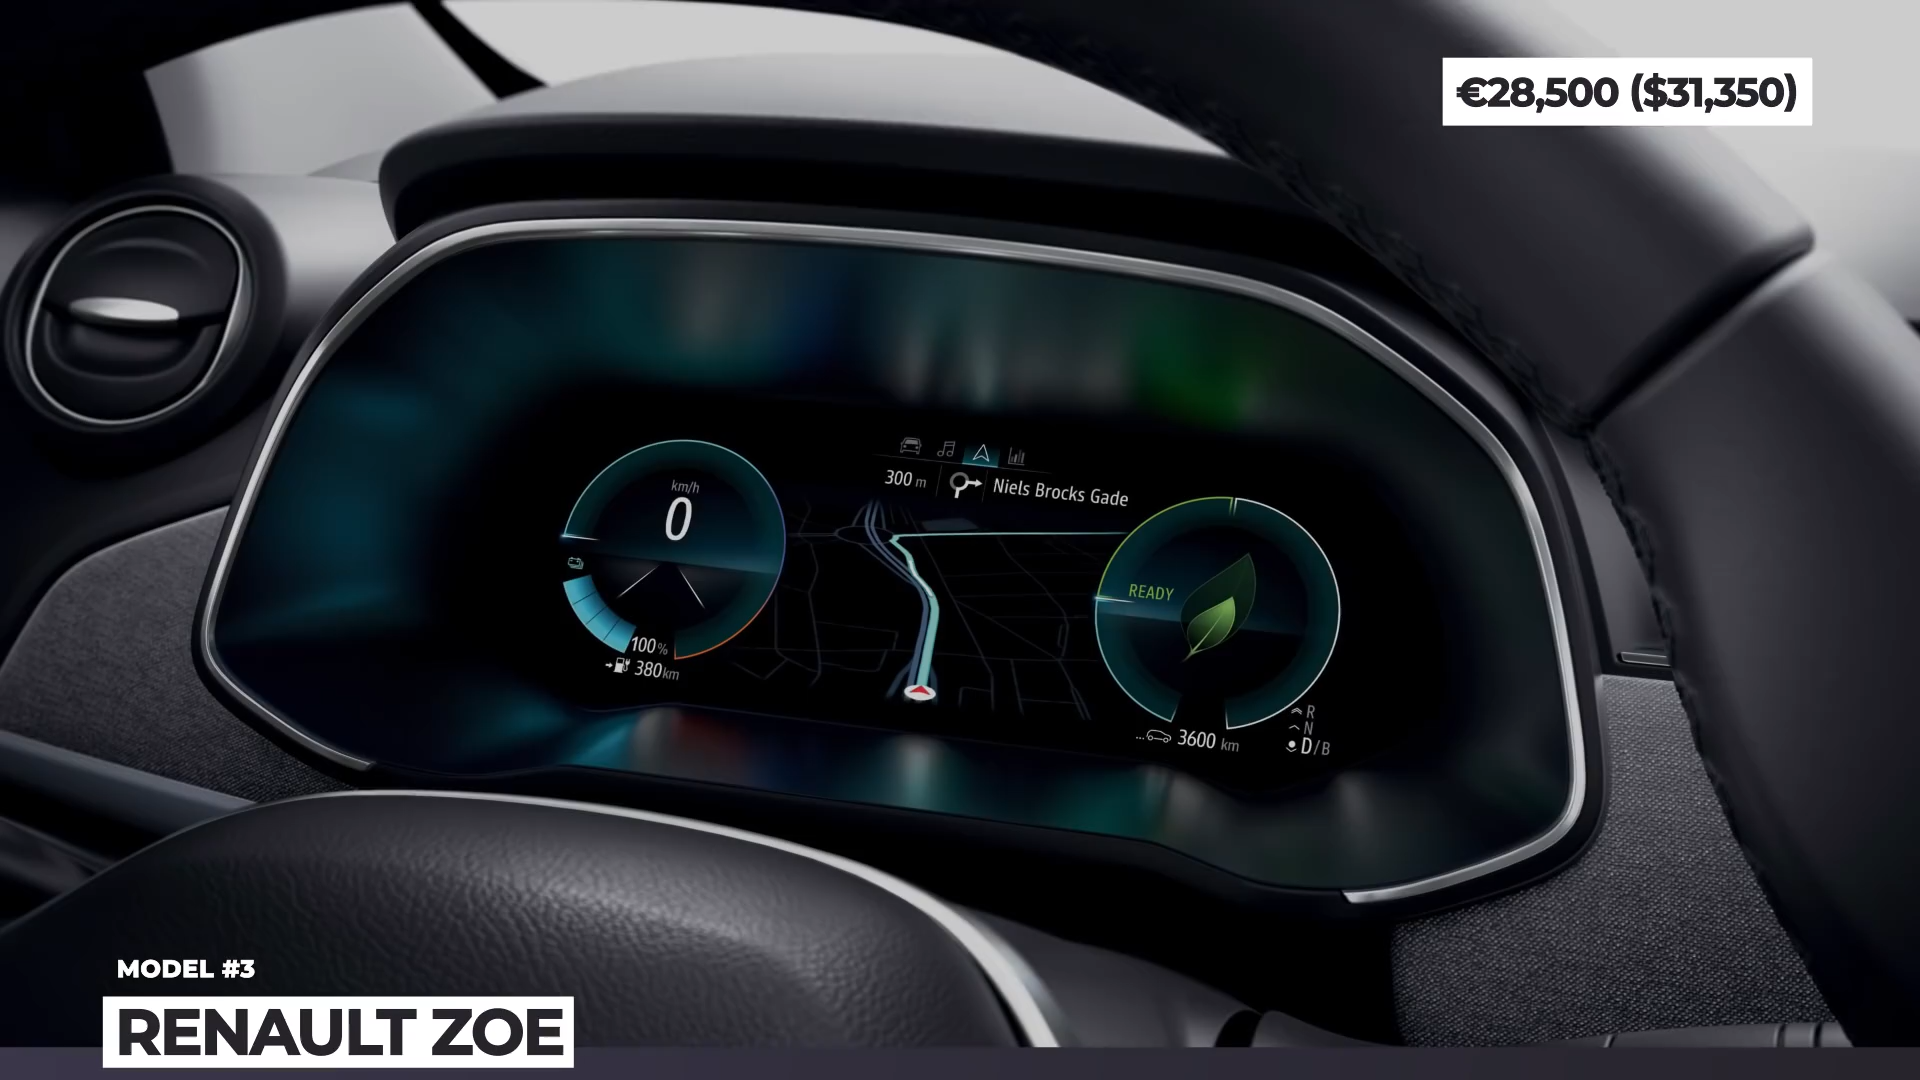 €28,500 ($31,350)
300 m
Niels Brocks Gade
km/h
0
READY
100%
380km
3600 km
R
N
D/B
MODEL #3
RENAULT ZOE